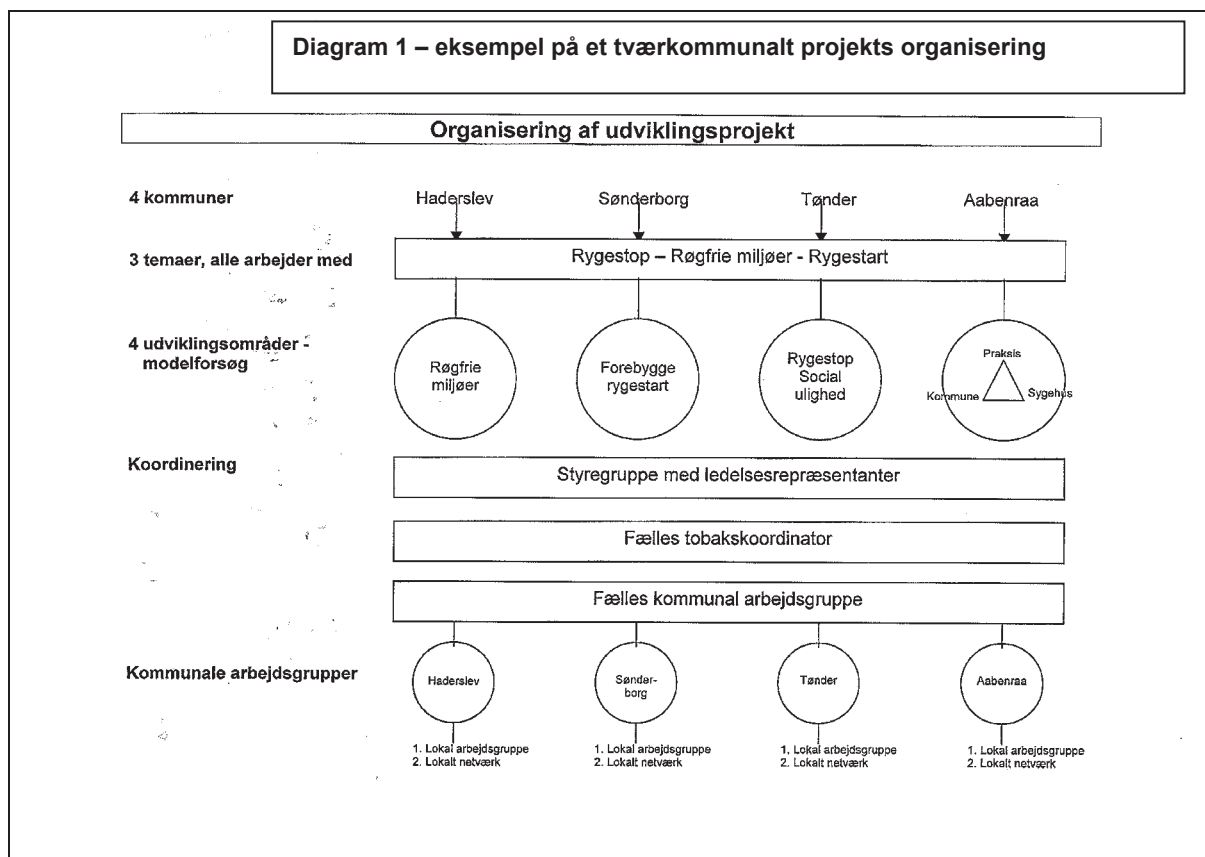 Diagram 1 – eksempel på et tværkommunalt projekts organisering
Organisering af udviklingsprojekt
4 kommuner
Haderslev
Sønderborg
Tønder
Aabenraa
3 temaer, alle arbejder med
Rygestop – Røgfrie miljøer - Rygestart
4 udviklingsområder -
modelforsøg
Røgfrie
miljøer
Forebygge
rygestart
Rygestop
Social
ulighed
Praksis
Kommune
Sygehus
Koordinering
Styregruppe med ledelsesrepræsentanter
Fælles tobakskoordinator
Fælles kommunal arbejdsgruppe
Kommunale arbejdsgrupper
Haderslev
Sønder-
borg
Tønder
Aabenraa
1. Lokal arbejdsgruppe
2. Lokalt netværk
1. Lokal arbejdsgruppe
2. Lokalt netværk
1. Lokal arbejdsgruppe
2. Lokalt netværk
1. Lokal arbejdsgruppe
2. Lokalt netværk